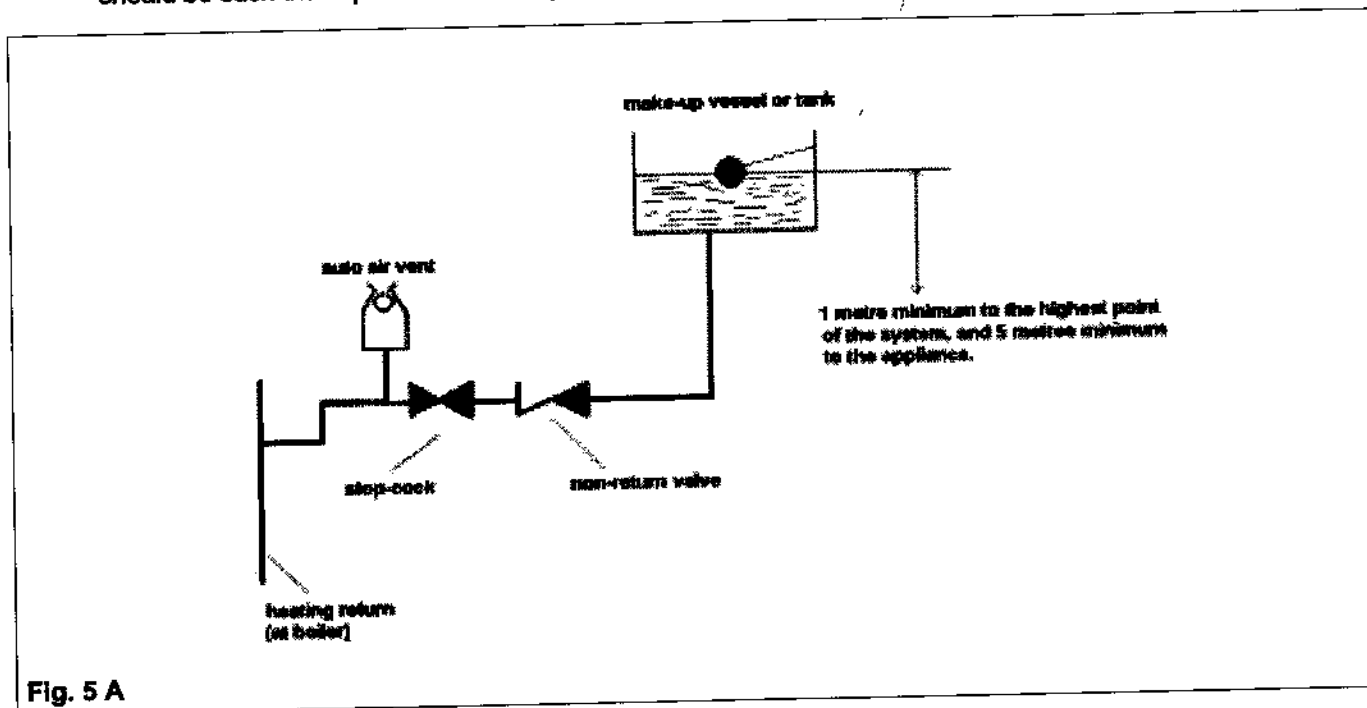 make-up vessel or tank
auto air vent
1 metre minimum to the highest point
of the system, and 5 metres minimum
to the appliance.
stop-cock
non-return valve
heating return
(at boiler)
Fig. 5 A